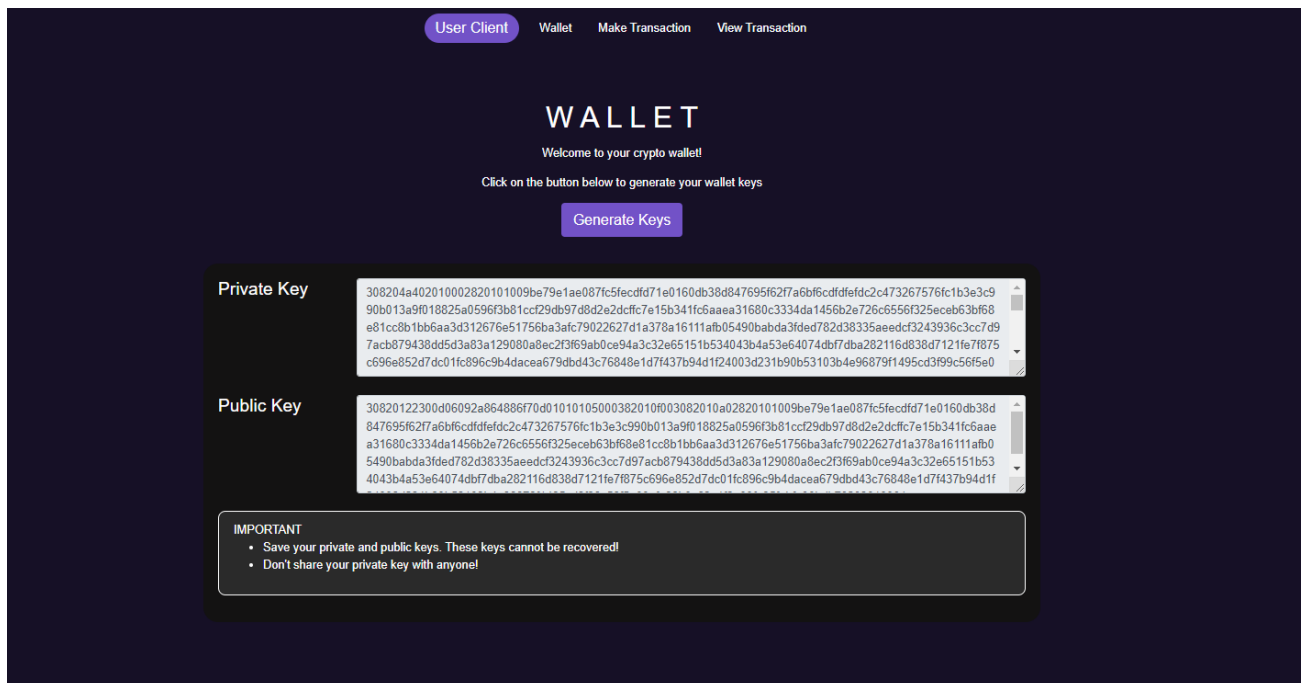 User Client Wallet Make Transaction View Transaction
WALLET
Welcome to your crypto wallet!
Click on the button below to generate your wallet keys
Generate Keys
Private Key
308204a402010002820101009be79e1ae087fc5fecdfd71e0160db38d847695f62f7a6bf6cdfdfefdc2c473267576fc1b3e3c9
90b013a9f018825a0596f3b81ccf29db97d8d2e2dcffc7e15b341fc6aaea31680c3334da1456b2e726c6556f325eceb63bf68
e81cc8b1bb6aa3d312676e51756ba3afc79022627d1a378a16111afb05490babda3fded782d38335aeedcf3243936c3cc7d9
7acb879438dd5d3a83a129080a8ec2f3f69ab0ce94a3c32e65151b534043b4a53e64074dbf7dba282116d838d7121fe7f875
c696e852d7dc01fc896c9b4dacea679dbd43c76848e1d7f437b94d1f24003d231b90b53103b4e96879f1495cd3f99c56f5e0
Public Key
30820122300d06092a864886f70d01010105000382010f003082010a02820101009be79e1ae087fc5fecdfd71e0160db38d
847695f62f7a6bf6cdfdfefdc2c473267576fc1b3e3c990b013a9f018825a0596f3b81ccf29db97d8d2e2dcffc7e15b341fc6aae
a31680c3334da1456b2e726c6556f325eceb63bf68e81cc8b1bb6aa3d312676e51756ba3afc79022627d1a378a16111afb0
5490babda3fded782d38335aeedcf3243936c3cc7d97acb879438dd5d3a83a129080a8ec2f3f69ab0ce94a3c32e65151b53
4043b4a53e64074dbf7dba282116d838d7121fe7f875c696e852d7dc01fc896c9b4dacea679dbd43c76848e1d7f437b94d1f
IMPORTANT
• Save your private and public keys. These keys cannot be recovered!
• Don't share your private key with anyone!